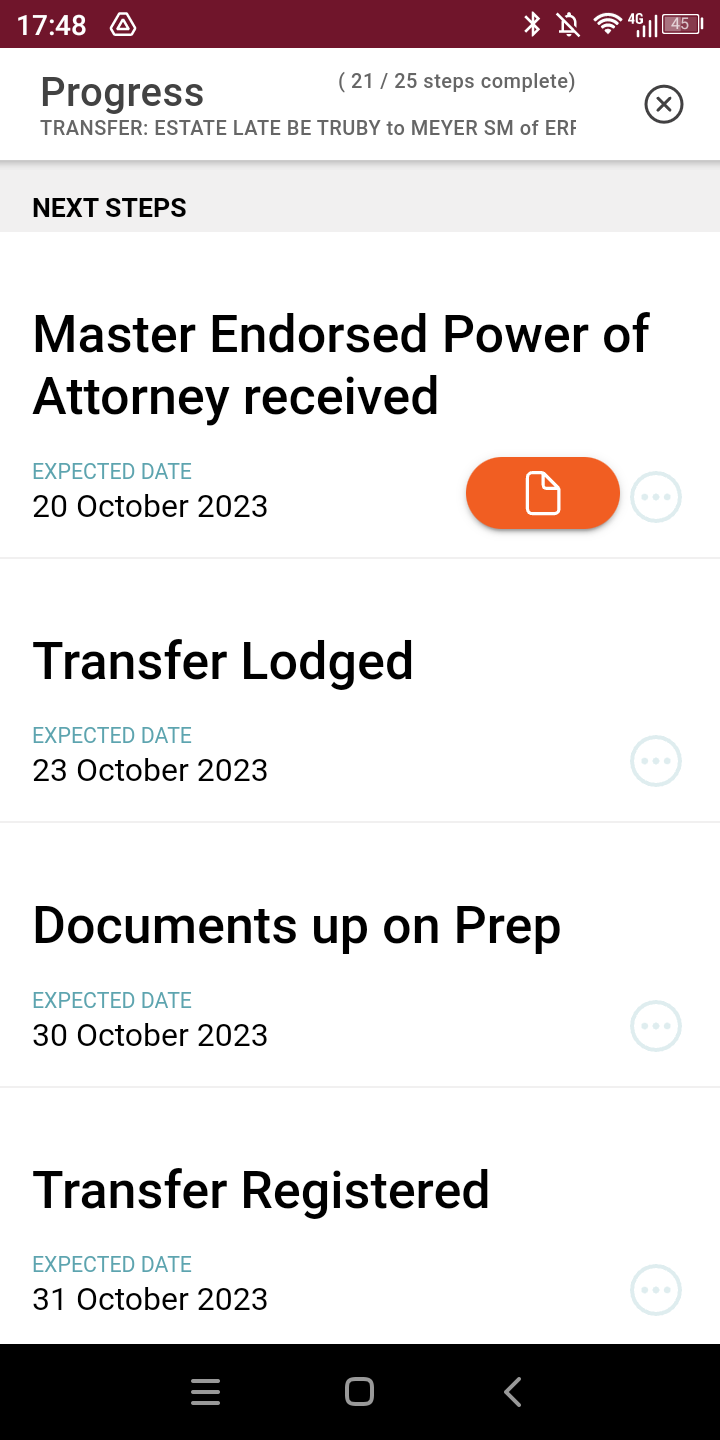 17:48
4G
45
Progress
( 21 / 25 steps complete)
TRANSFER: ESTATE LATE BE TRUBY to MEYER SM of ERF
NEXT STEPS
Master Endorsed Power of
Attorney received
EXPECTED DATE
20 October 2023
Transfer Lodged
EXPECTED DATE
23 October 2023
Documents up on Prep
EXPECTED DATE
30 October 2023
Transfer Registered
EXPECTED DATE
31 October 2023